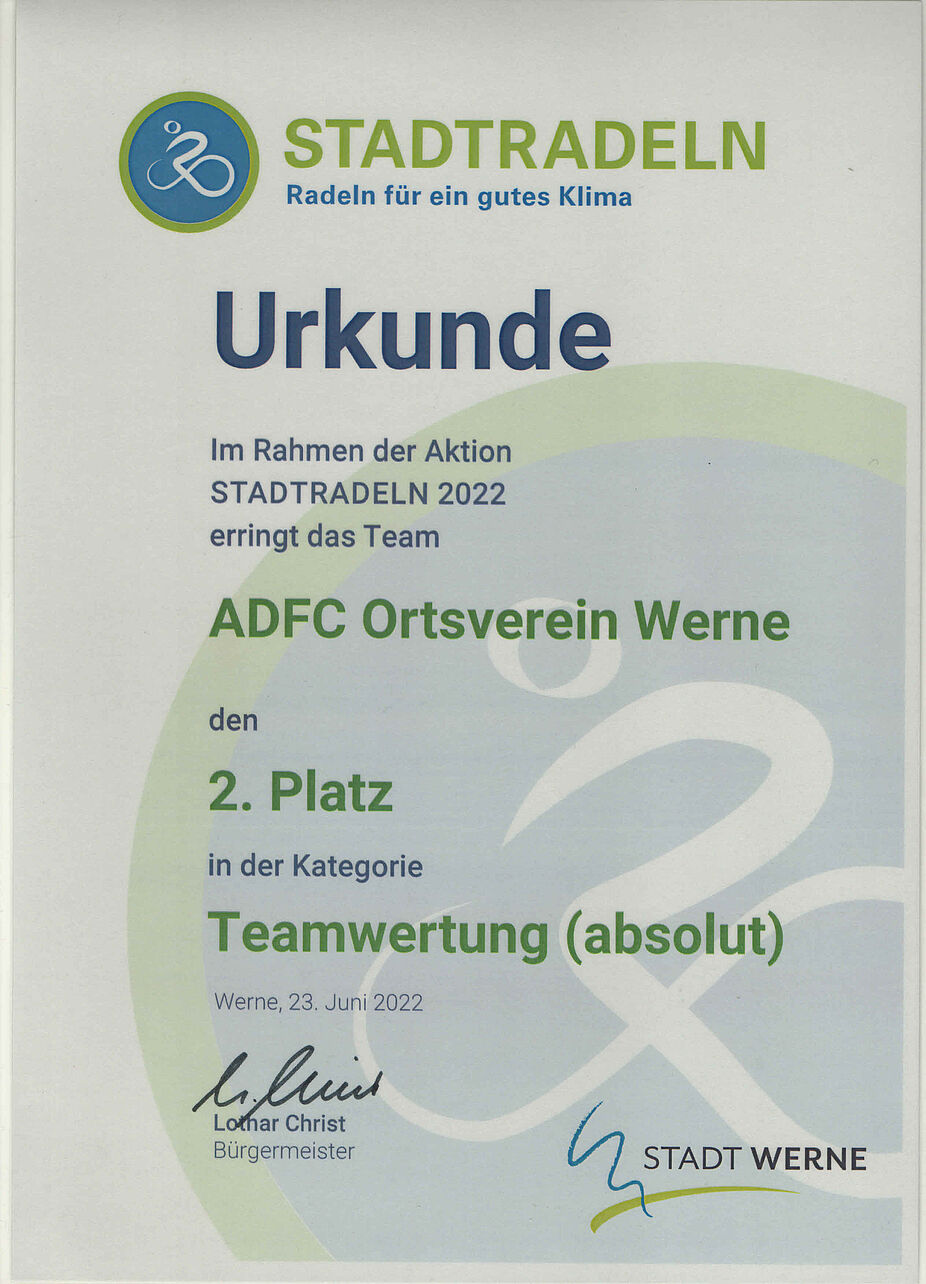 STADTRADELN
Radeln für ein gutes Klima
Urkunde
Im Rahmen der Aktion
STADTRADELN 2022
erringt das Team
ADFC Ortsverein Werne
den
2. Platz
in der Kategorie
Teamwertung (absolut)
Werne, 23. Juni 2022
Lothar Christ
Bürgermeister
STADT WERNE